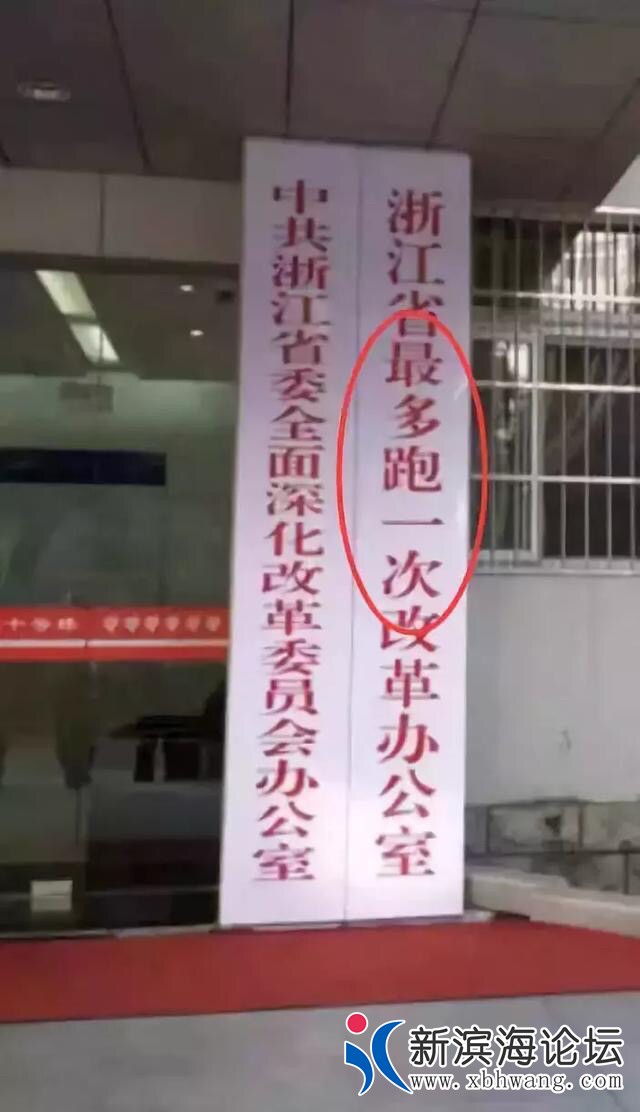 浙江省最多跑一次改革办公室
中共浙江省委全面深化改革委员会办公室
新滨海论坛
www.xbhwang.com